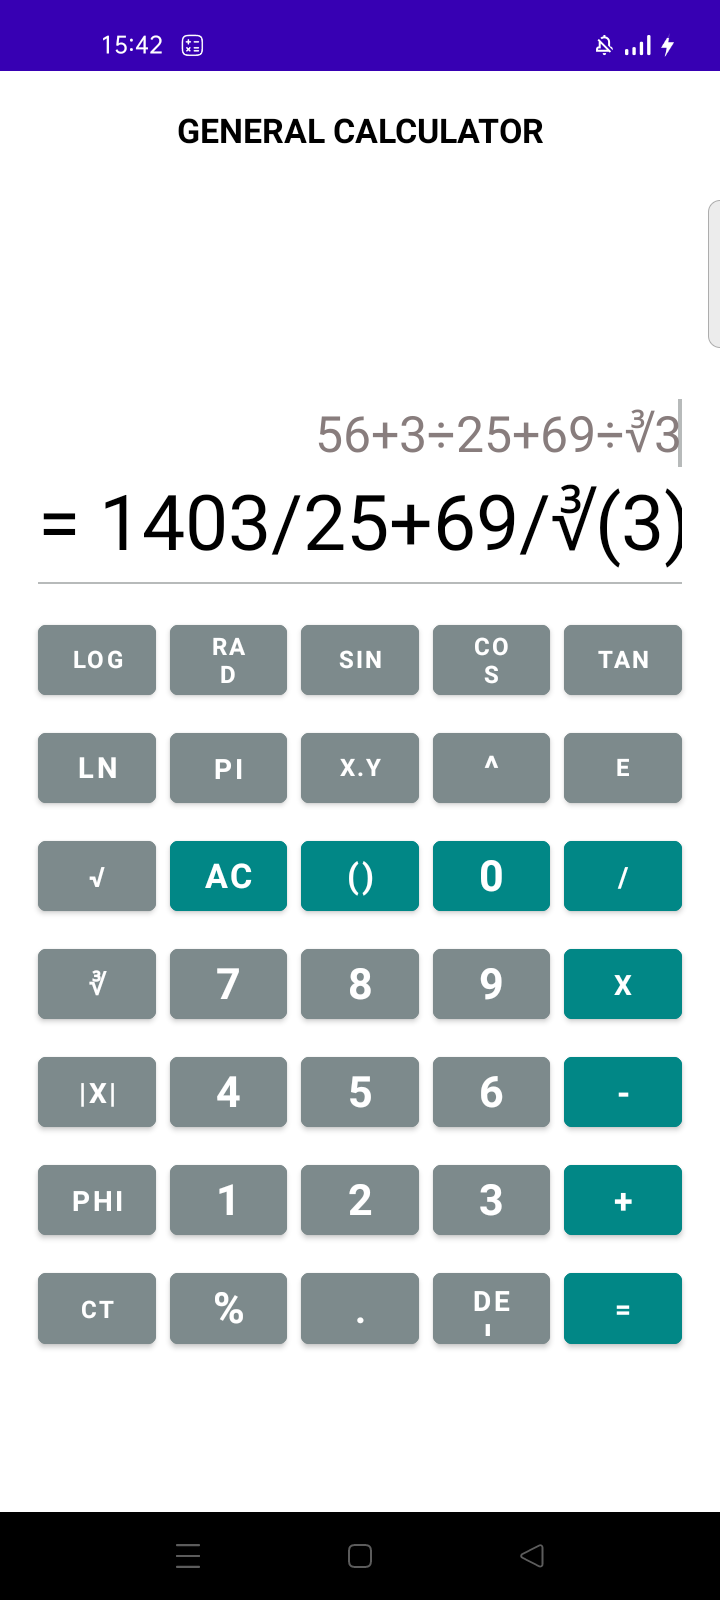 15:42
GENERAL CALCULATOR
56+3÷25+69÷∛3
= 1403/25+69/∛(3)
LOG RA
D SIN CO
S TAN
LN PI X.Y ^ E
√ AC () 0 /
∛ 7 8 9 X
|X| 4 5 6 -
PHI 1 2 3 +
CT % . DE =